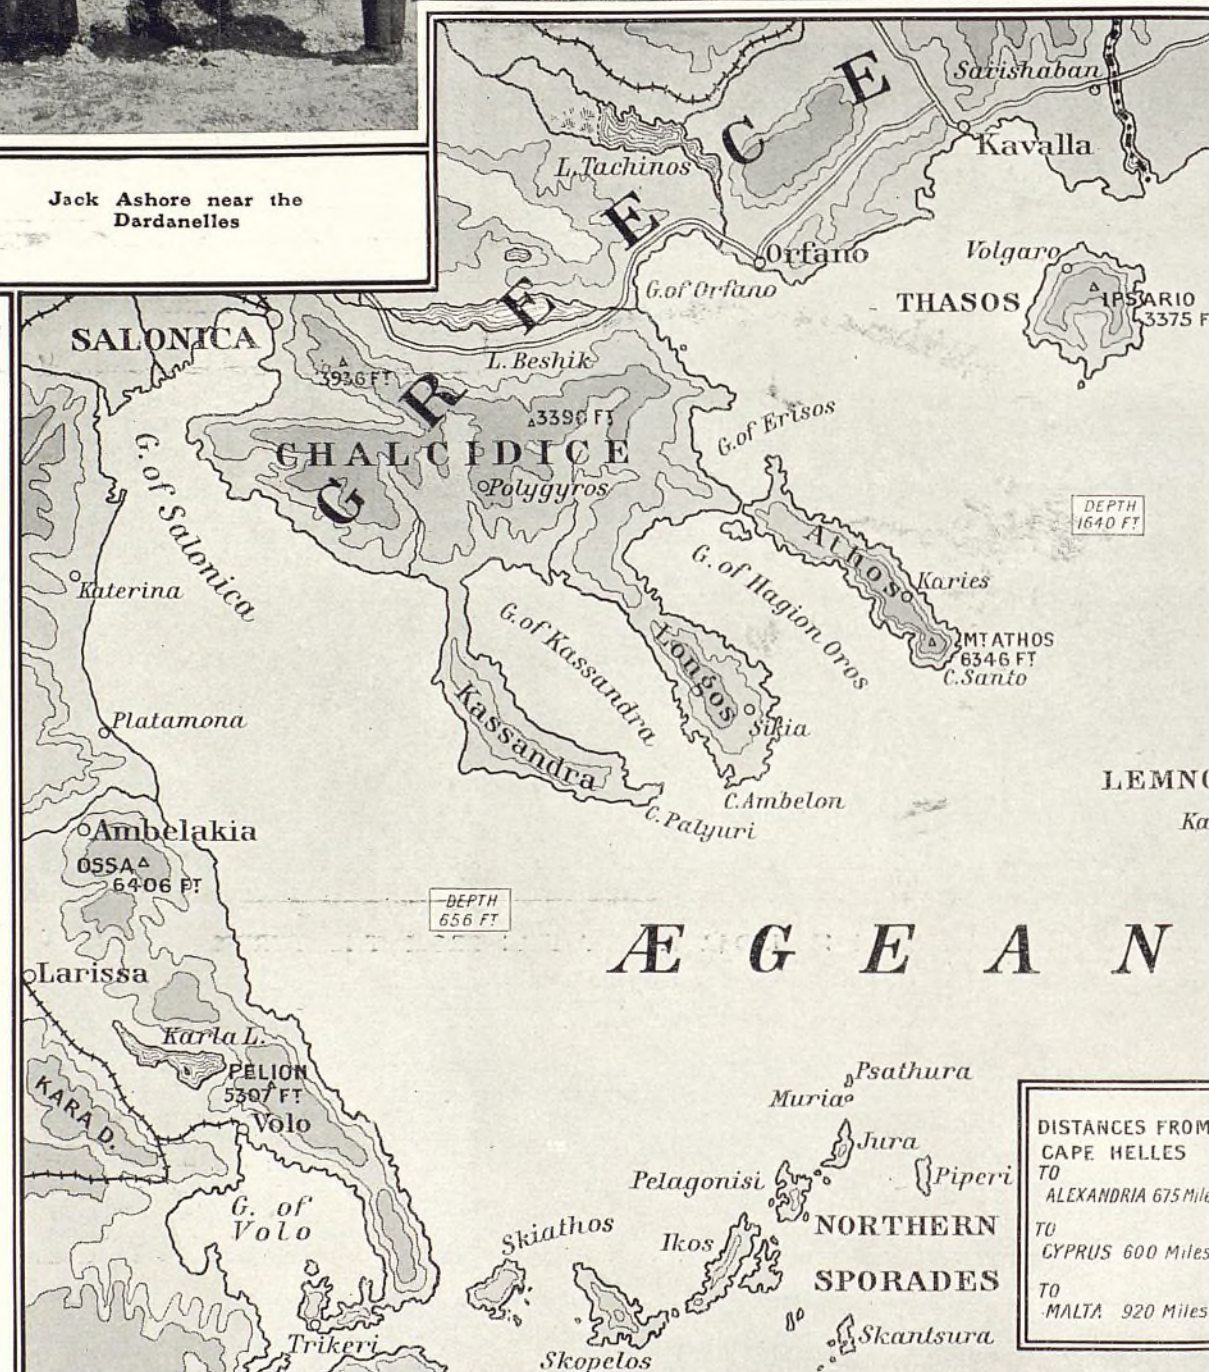 Jack Ashore near the
Dardanelles
GREECE
Sarishaban
Kavalla
L. Tachinos
Orfano
G. of Orfano
Volgaro
THASOS
IPSARIO
3375 F
SALONICA
L. Beshik
3936 FT
3390 FT
CHALCIDICE
Polygyros
G. of Erisos
G. of Salonica
DEPTH
1640 FT
Athos
Karies
MT ATHOS
6346 FT
C. Santo
G. of Hagion Oros
Katerina
G. of Kassandra
Longos
Sikia
Kassandra
Platamona
C. Ambelon
C. Palyuri
LEMN
Ka
Ambelakia
OSSA
6406 FT
DEPTH
656 FT
ÆGEAN
Larissa
Karla L.
PELION
5307 FT
KARA D.
Volo
G. of
Volo
Psathura
Muria
Jura
Piperi
Pelagonisi
NORTHERN
SPORADES
Ikos
Skiathos
Skantsura
Trikeri
Skopelos
DISTANCES FROM
CAPE HELLES
TO
ALEXANDRIA 675 Mile
TO
CYPRUS 600 Miles
TO
MALTA 920 Miles